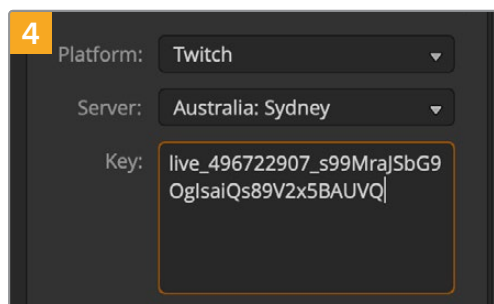 4
Platform: Twitch
Server: Australia: Sydney
Key: live_496722907_s99MraJSbG9
OgIsaiQs89V2x5BAUVQ